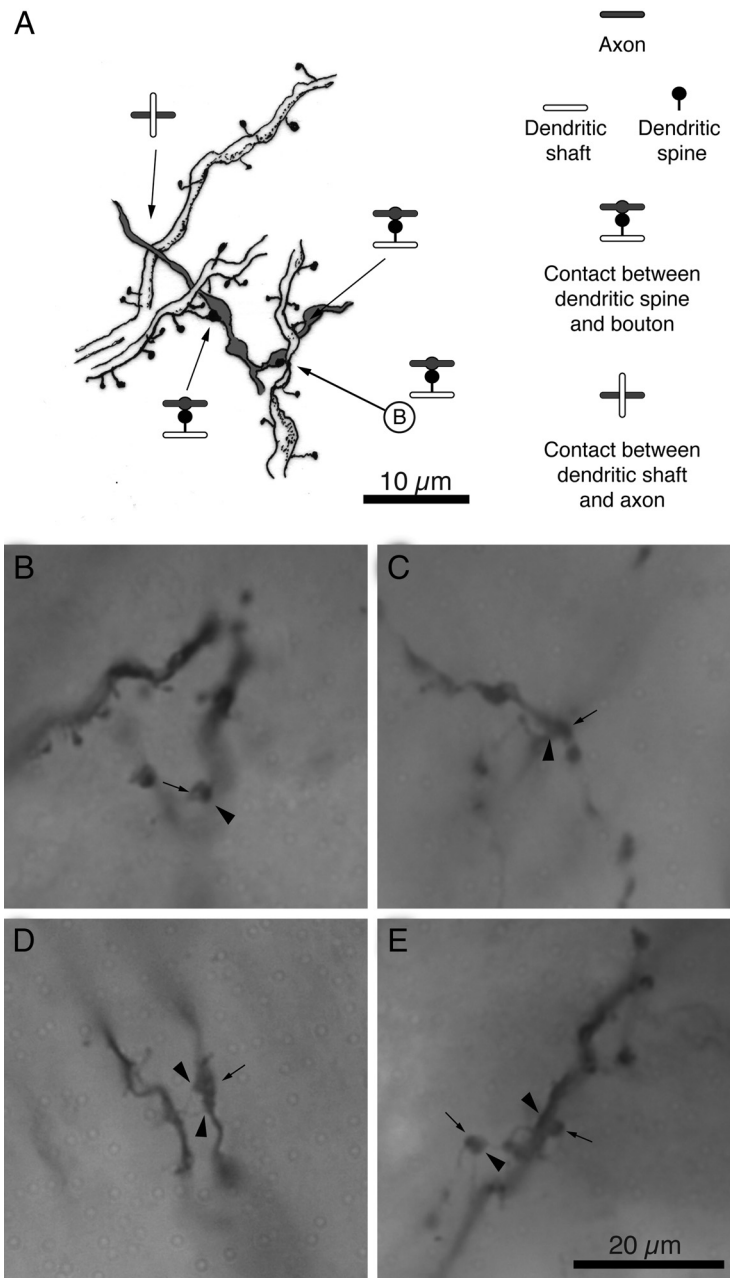 A
Axon
Dendritic
shaft
Dendritic
spine
Contact between
dendritic spine
and bouton
B
10 µm
Contact between
dendritic shaft
and axon
B
C
D
E
20 µm